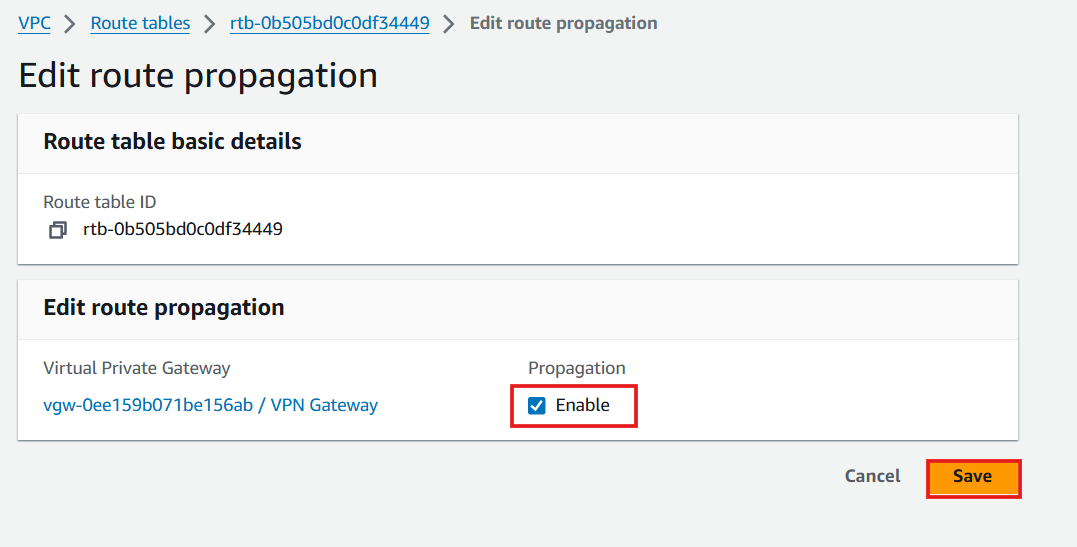 VPC > Route tables > rtb-0b505bd0c0df34449 > Edit route propagation
Edit route propagation
Route table basic details
Route table ID
rtb-0b505bd0c0df34449
Edit route propagation
Virtual Private Gateway Propagation
vgw-0ee159b071be156ab / VPN Gateway Enable
Cancel Save